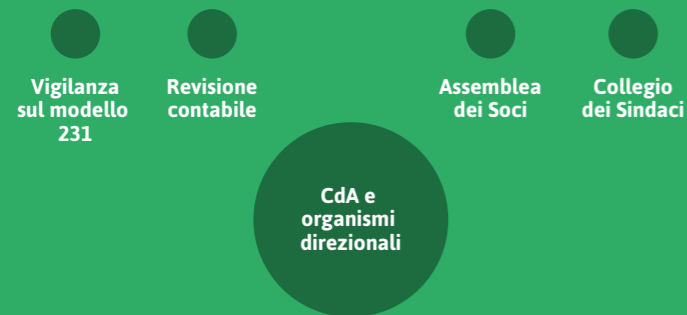 Vigilanza
sul modello
231
Revisione
contabile
Assemblea
dei Soci
Collegio
dei Sindaci
CdA e
organismi
direzionali